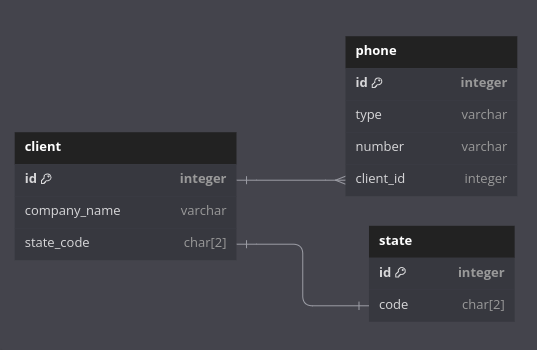 phone
id integer
type varchar
number varchar
client_id integer
client
id integer
company_name varchar
state_code char[2]
state
id integer
code char[2]